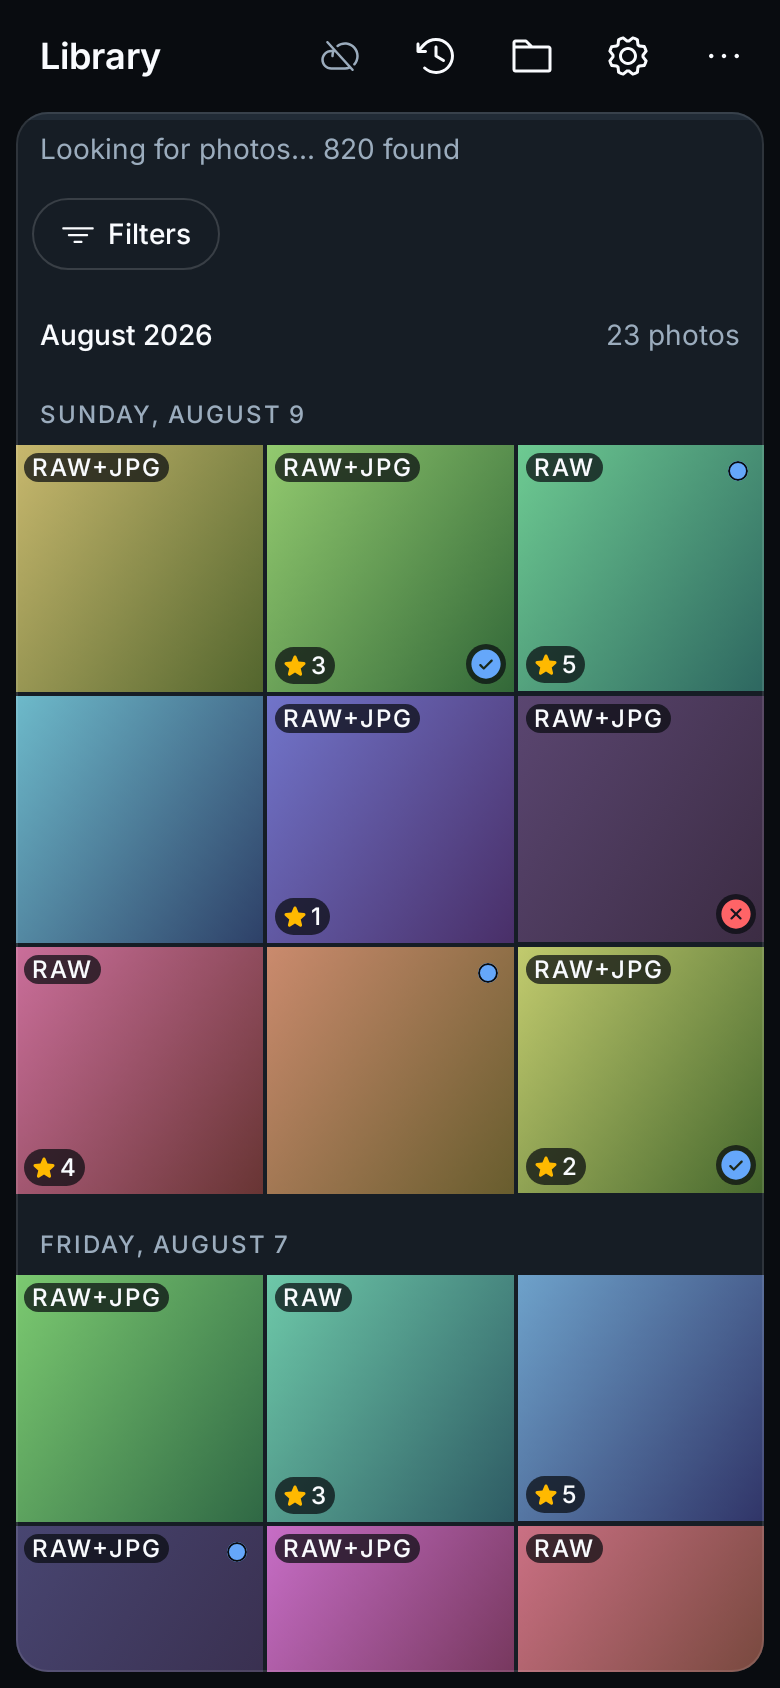 Library
Looking for photos... 820 found
Filters
August 2026 23 photos
SUNDAY, AUGUST 9
RAW+JPG RAW+JPG RAW
3 5
RAW+JPG RAW+JPG
1
RAW RAW+JPG
4 2
FRIDAY, AUGUST 7
RAW+JPG RAW
3 5
RAW+JPG RAW+JPG RAW